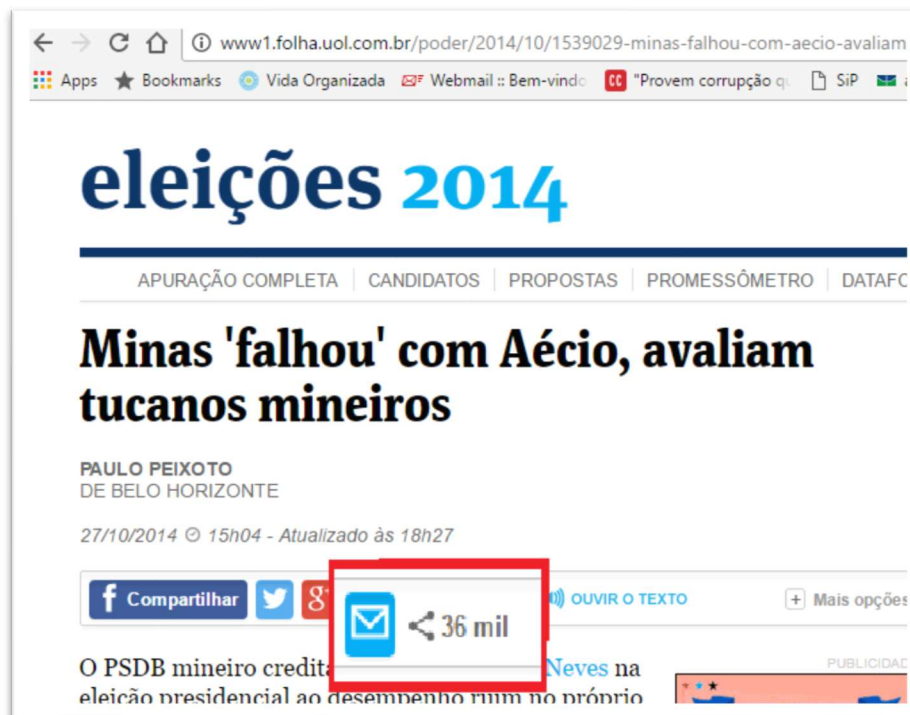 www1.folha.uol.com.br/poder/2014/10/1539029-minas-falhou-com-aecio-avaliam
Apps Bookmarks Vida Organizada Webmail :: Bem-vindo "Provem corrupção q SiP
eleições 2014
APURAÇÃO COMPLETA CANDIDATOS PROPOSTAS PROMESSÔMETRO DATAFO
Minas 'falhou' com Aécio, avaliam
tucanos mineiros
PAULO PEIXOTO
DE BELO HORIZONTE
27/10/2014 15h04 - Atualizado às 18h27
f Compartilhar 36 mil OUVIR O TEXTO + Mais opções
O PSDB mineiro credita Neves na
PUBLICIDAD
eleição presidencial ao desempenho ruim no próprio